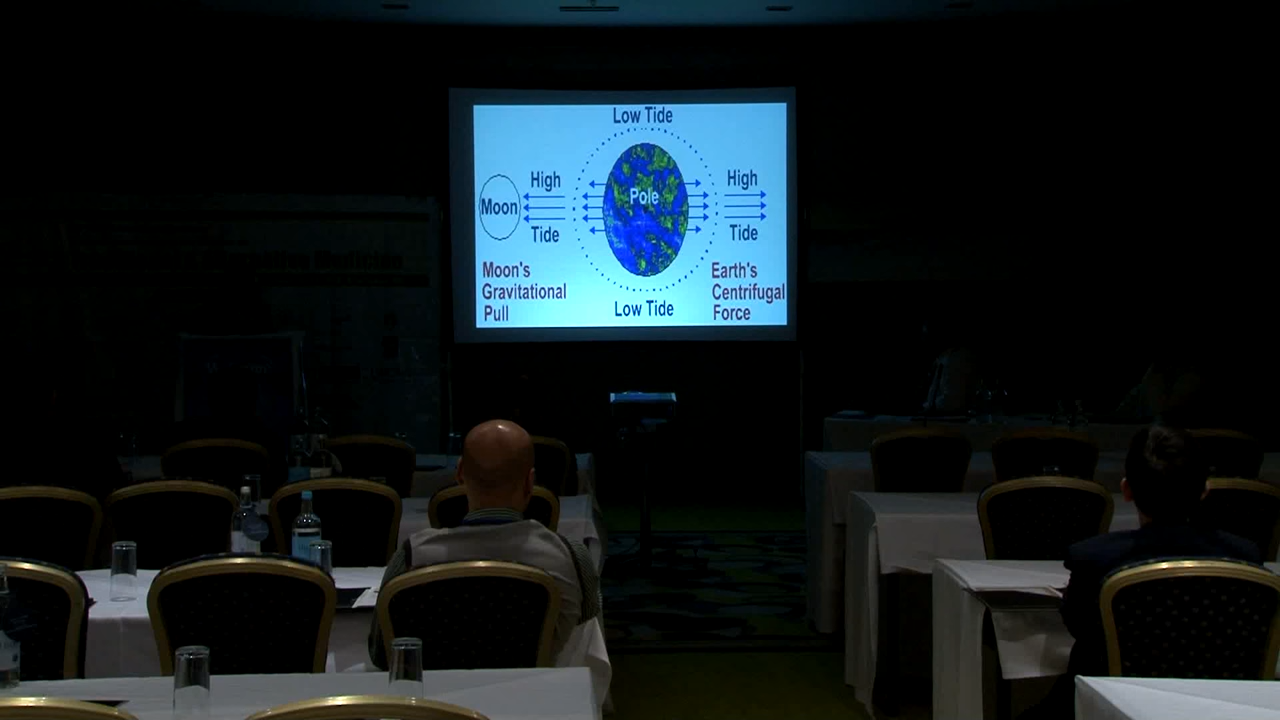 Low Tide
High
High
Pole
Moon
Tide
Tide
Moon's
Gravitational
Pull
Earth's
Centrifugal
Force
Low Tide